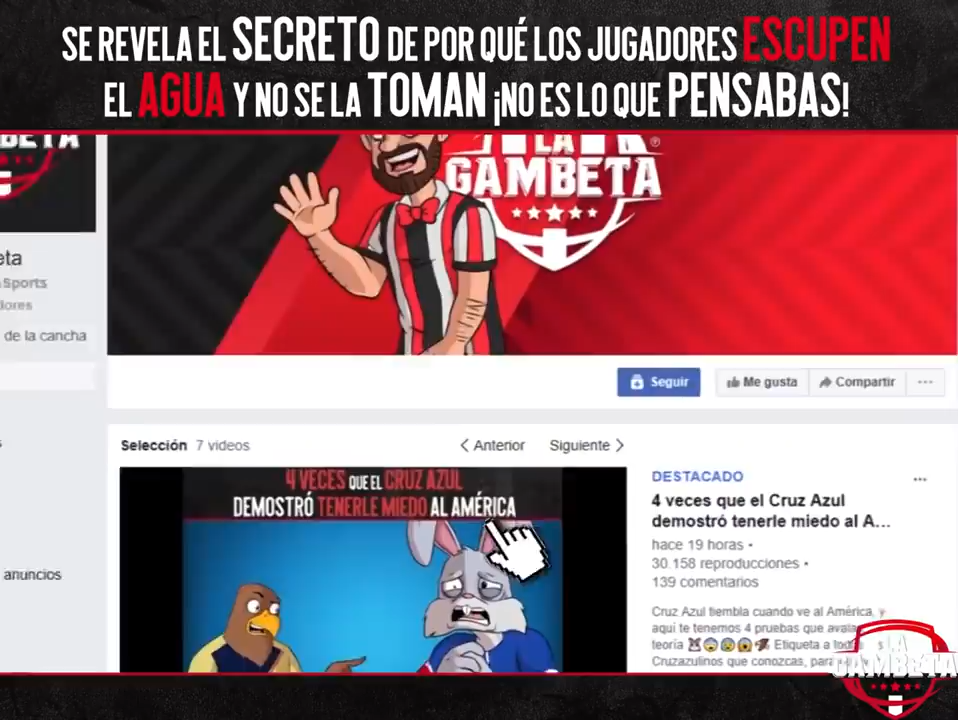 SE REVELA EL SECRETO DE POR QUÉ LOS JUGADORES ESCUPEN
EL AGUA Y NO SE LA TOMAN ¡NO ES LO QUE PENSABAS!
LA
GAMBETA
eta
Sports
de la cancha
Seguir
Me gusta
Compartir
Selección 7 videos
Anterior
Siguiente
4 VECES QUE EL CRUZ AZUL
DEMOSTRÓ TENERLE MIEDO AL AMÉRICA
DESTACADO
4 veces que el Cruz Azul
demostró tenerle miedo al A...
hace 19 horas •
30.158 reproducciones •
139 comentarios
Cruz Azul tiembla cuando ve al América, y
aquí te tenemos 4 pruebas que
teoría Etiqueta a
Cruzazulinos que conozcas,
anuncios
LA
GAMBETA